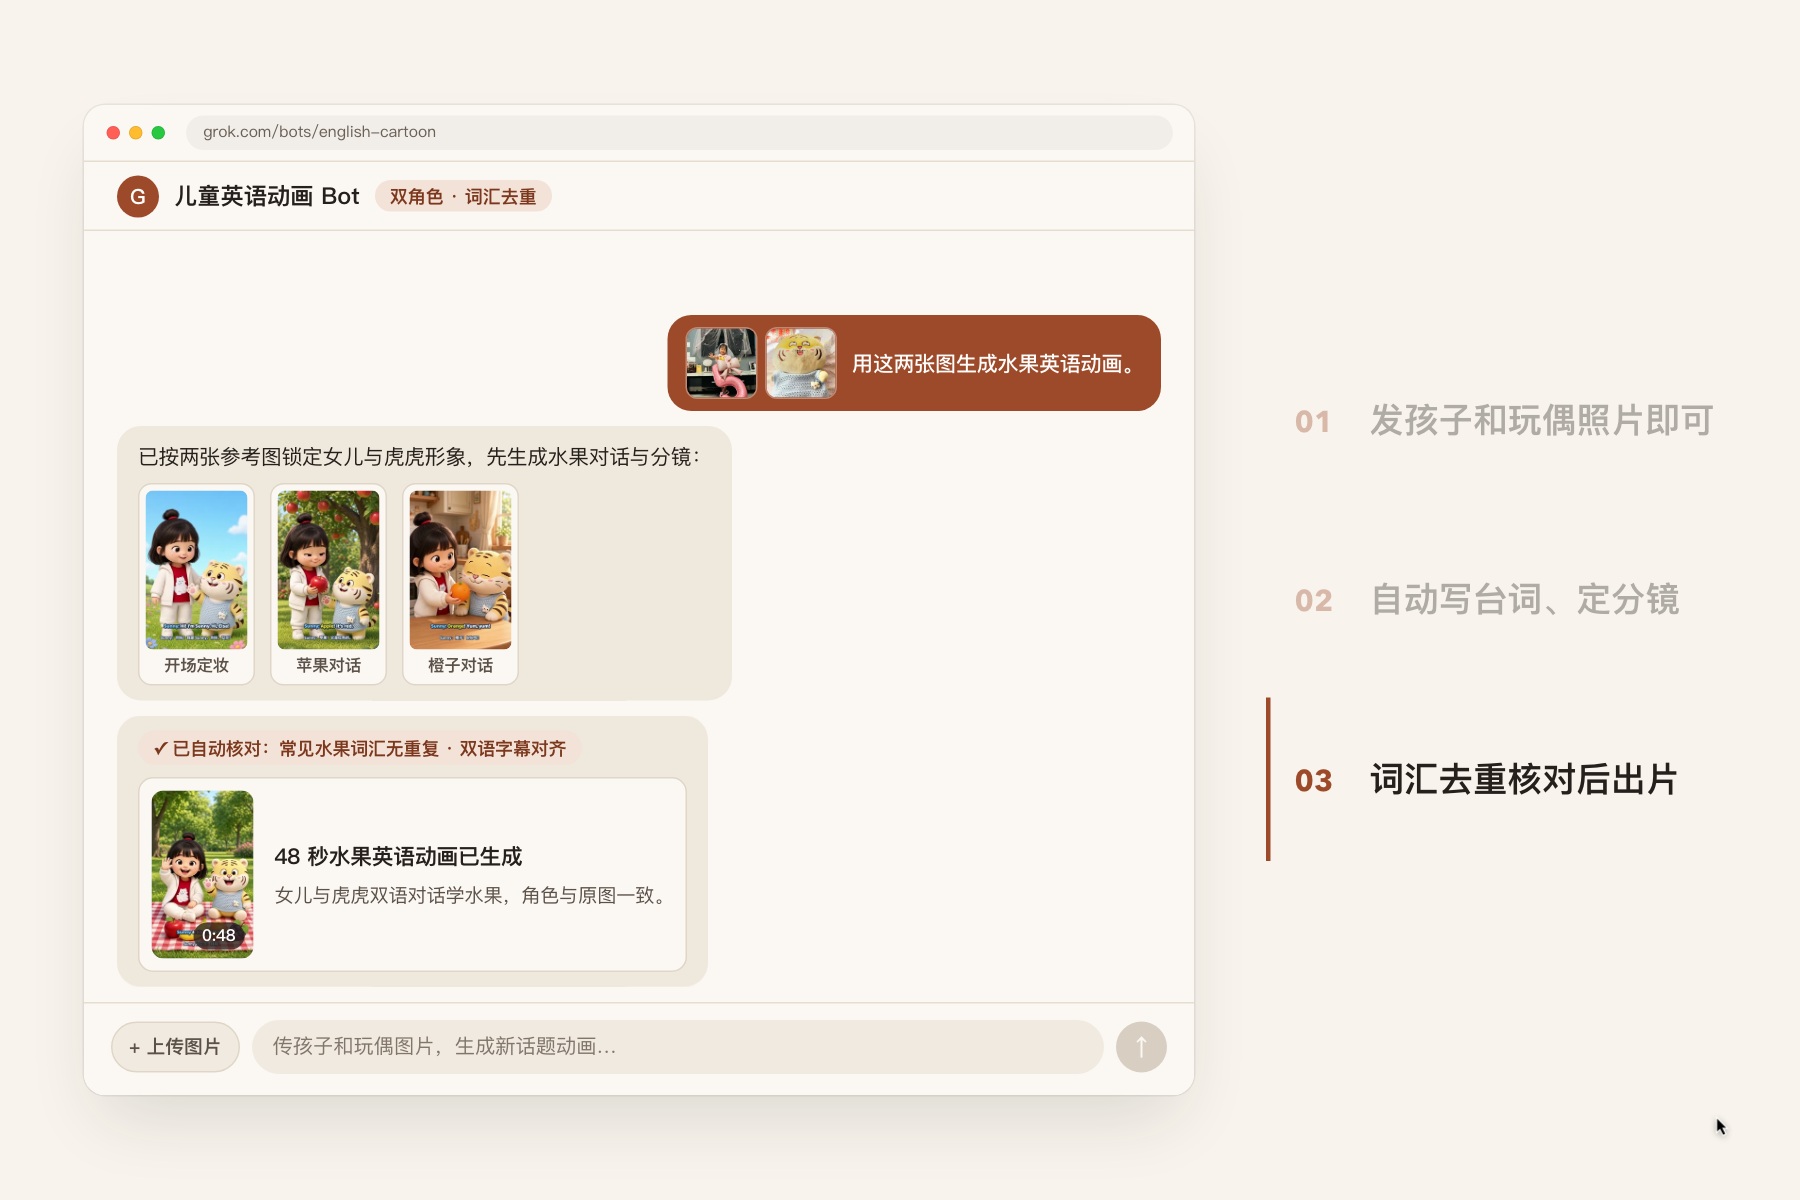 grok.com/bots/english-cartoon
G 儿童英语动画 Bot 双角色 · 词汇去重
用这两张图生成水果英语动画。
已按两张参考图锁定女儿与虎虎形象，先生成水果对话与分镜：
开场定妆 苹果对话 橙子对话
✓已自动核对：常见水果词汇无重复 · 双语字幕对齐
48 秒水果英语动画已生成
女儿与虎虎双语对话学水果，角色与原图一致。
0:48
+ 上传图片
传孩子和玩偶图片，生成新话题动画...
↑
01 发孩子和玩偶照片即可
02 自动写台词、定分镜
03 词汇去重核对后出片